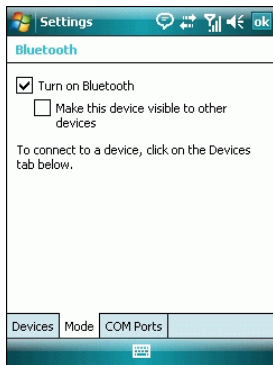 Settings
ok
Bluetooth
Turn on Bluetooth
Make this device visible to other
devices
To connect to a device, click on the Devices
tab below.
Devices Mode COM Ports